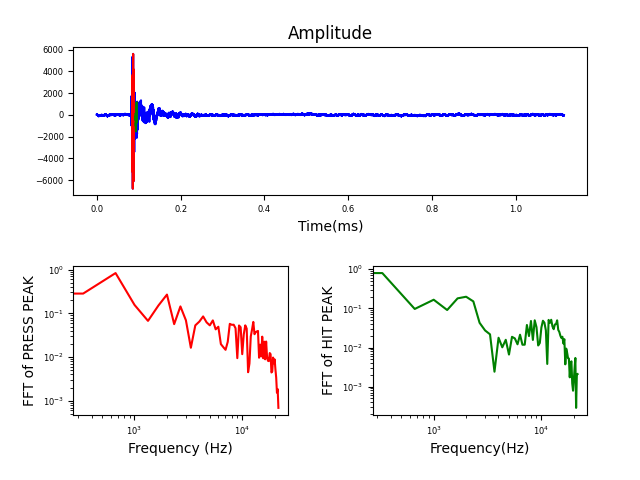 Amplitude
6000
4000
2000
0
−2000
−4000
−6000
0.0 0.2 0.4 0.6 0.8 1.0
Time(ms)
FFT of PRESS PEAK
10⁰
10⁻¹
10⁻²
10⁻³
10³ 10⁴
Frequency (Hz)
FFT of HIT PEAK
10⁰
10⁻¹
10⁻²
10⁻³
10³ 10⁴
Frequency(Hz)